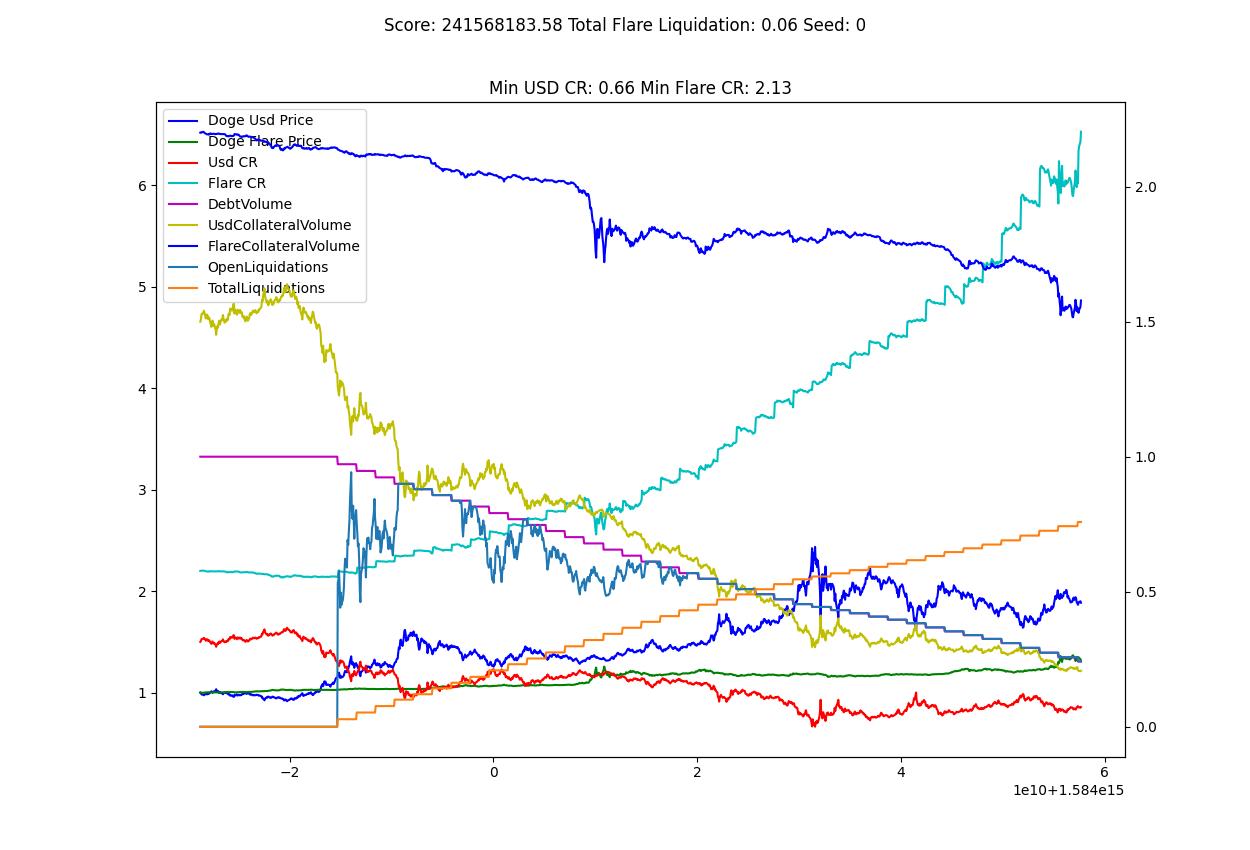 Score: 241568183.58 Total Flare Liquidation: 0.06 Seed: 0
Min USD CR: 0.66 Min Flare CR: 2.13
Doge Usd Price
Doge Flare Price
Usd CR
Flare CR
DebtVolume
UsdCollateralVolume
FlareCollateralVolume
OpenLiquidations
TotalLiquidations
6
5
4
3
2
1
2.0
1.5
1.0
0.5
0.0
−2
0
2
4
6
1e10+1.584e15